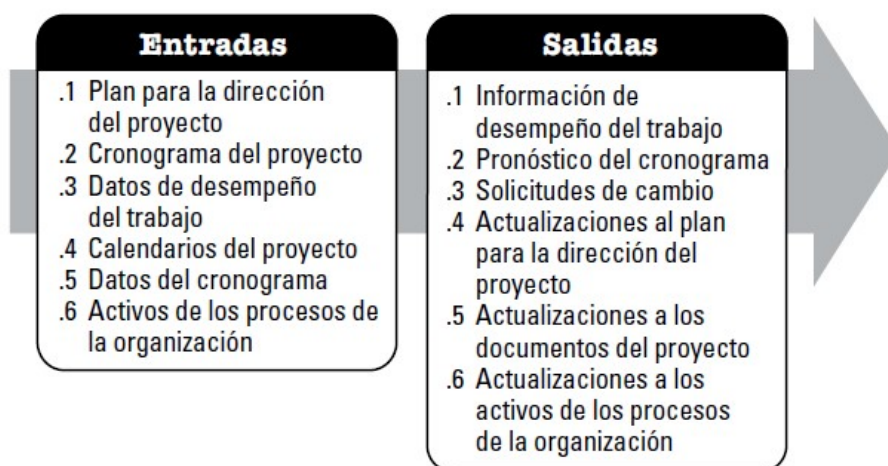 Entradas
.1 Plan para la dirección
del proyecto
.2 Cronograma del proyecto
.3 Datos de desempeño
del trabajo
.4 Calendarios del proyecto
.5 Datos del cronograma
.6 Activos de los procesos de
la organización
Salidas
.1 Información de
desempeño del trabajo
.2 Pronóstico del cronograma
.3 Solicitudes de cambio
.4 Actualizaciones al plan
para la dirección del
proyecto
.5 Actualizaciones a los
documentos del proyecto
.6 Actualizaciones a los
activos de los procesos
de la organización